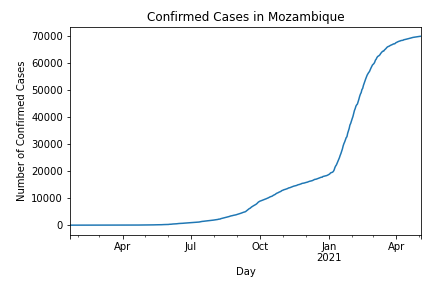 Confirmed Cases in Mozambique
Number of Confirmed Cases
70000
60000
50000
40000
30000
20000
10000
0
Apr
Jul
Oct
Jan
2021
Apr
Day